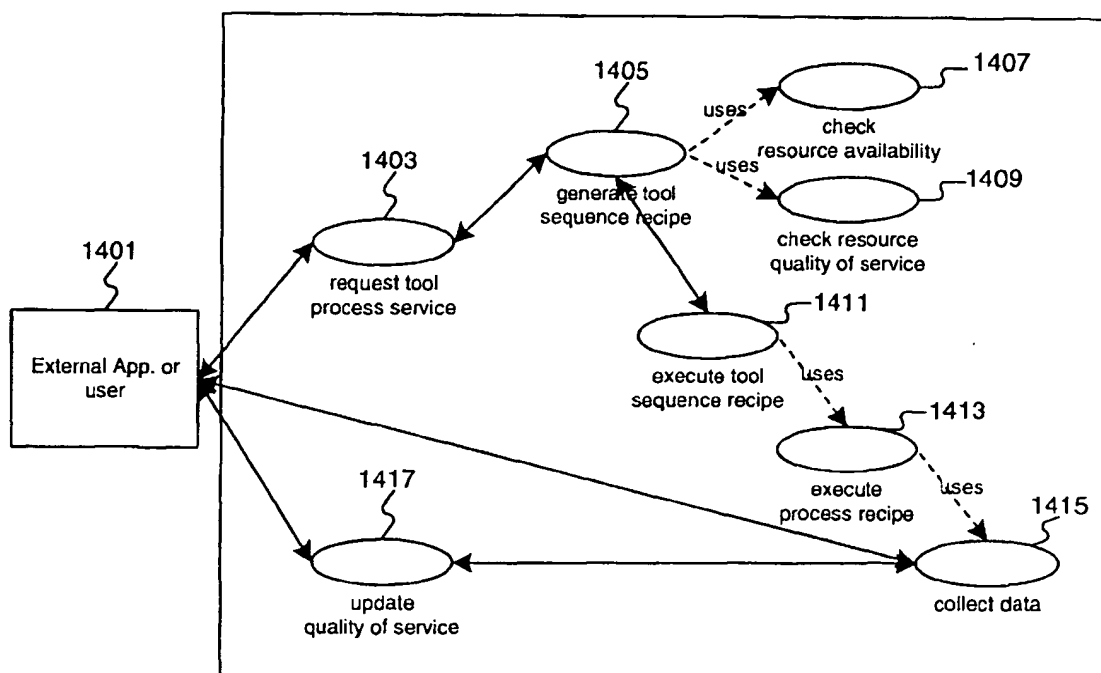 1405
1407
uses
check
resource availability
1403
uses
1409
generate tool
sequence recipe
check resource
quality of service
1401
request tool
process service
1411
External App. or
user
execute tool
sequence recipe
uses
1413
1417
execute
process recipe
uses
1415
update
quality of service
collect data